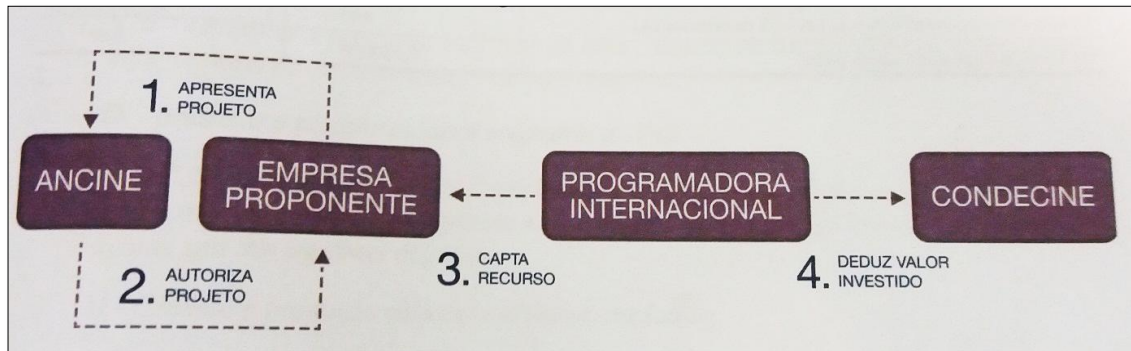 1. APRESENTA
PROJETO
ANCINE
EMPRESA
PROPONENTE
PROGRAMADORA
INTERNACIONAL
CONDECINE
2. AUTORIZA
PROJETO
3. CAPTA
RECURSO
4. DEDUZ VALOR
INVESTIDO